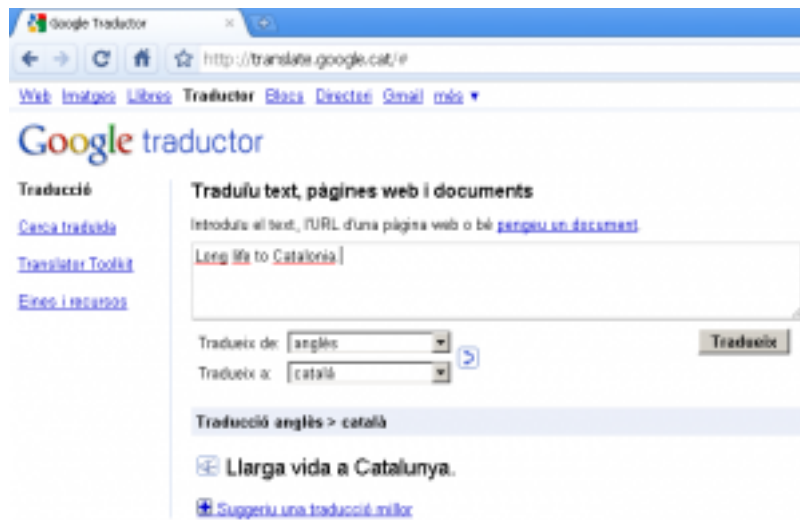 Google Traductor
http://translate.google.cat/#
Web Imatges Llibres Traductor Blocs Directori Gmail més ▼
Google traductor
Traducció
Cerca traduïda
Translator Toolkit
Eines i recursos
Traduïu text, pàgines web i documents
Introduïu el text, l'URL d'una pàgina web o bé pengeu un document.
Long life to Catalonia.
Tradueix de: anglès
Tradueix a: català
Tradueix
Traducció anglès > català
Llarga vida a Catalunya.
Suggeriu una traducció millor